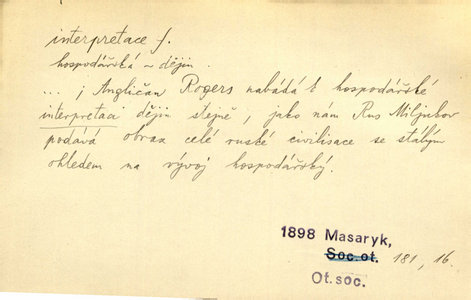 interpretace f.
hospodářská ~ dějin.
... ; Angličan Rogers nabádá k hospodářské
interpretaci dějin stejně, jako nám Rus Miljukov
podává obraz celé ruské civilisace se stálým
ohledem na vývoj hospodářský.
1898 Masaryk,
Soc.ot. 181, 16.
Ot.soc.